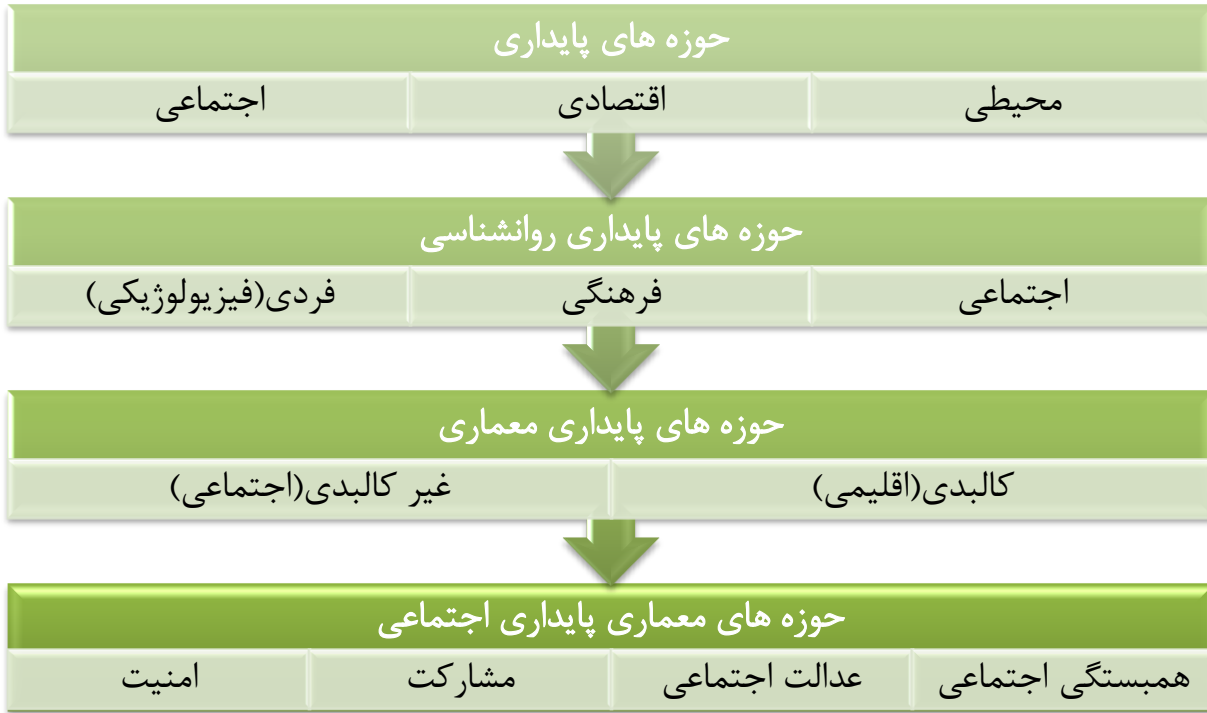 حوزه های پایداری
محیطی اقتصادی اجتماعی
حوزه های پایداری روانشناسی
اجتماعی فرهنگی فردی(فیزیولوژیکی)
حوزه های پایداری معماری
کالبدی(اقلیمی) غیر کالبدی(اجتماعی)
حوزه های معماری پایداری اجتماعی
همبستگی اجتماعی عدالت اجتماعی مشارکت امنیت